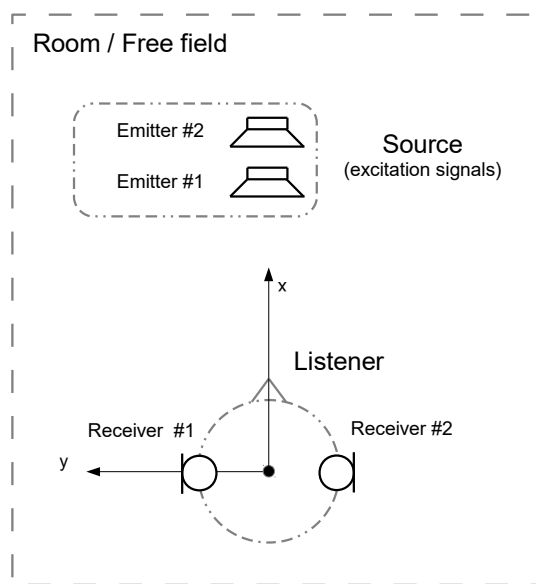 Room / Free field
Emitter #2
Emitter #1
Source
(excitation signals)
x
Listener
Receiver  #1
Receiver #2
y